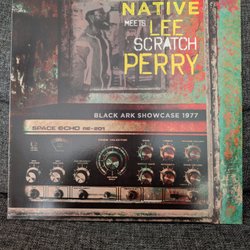 NATIVE
MEETS LEE
SCRATCH
PERRY
BLACK ARK SHOWCASE 1977
SPACE ECHO RE-201